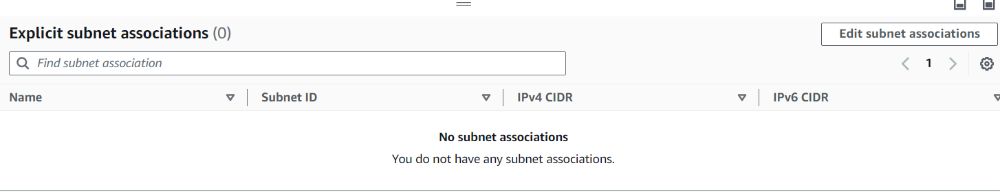 Explicit subnet associations (0)
Edit subnet associations
Find subnet association
1
Name
Subnet ID
IPv4 CIDR
IPv6 CIDR
No subnet associations
You do not have any subnet associations.